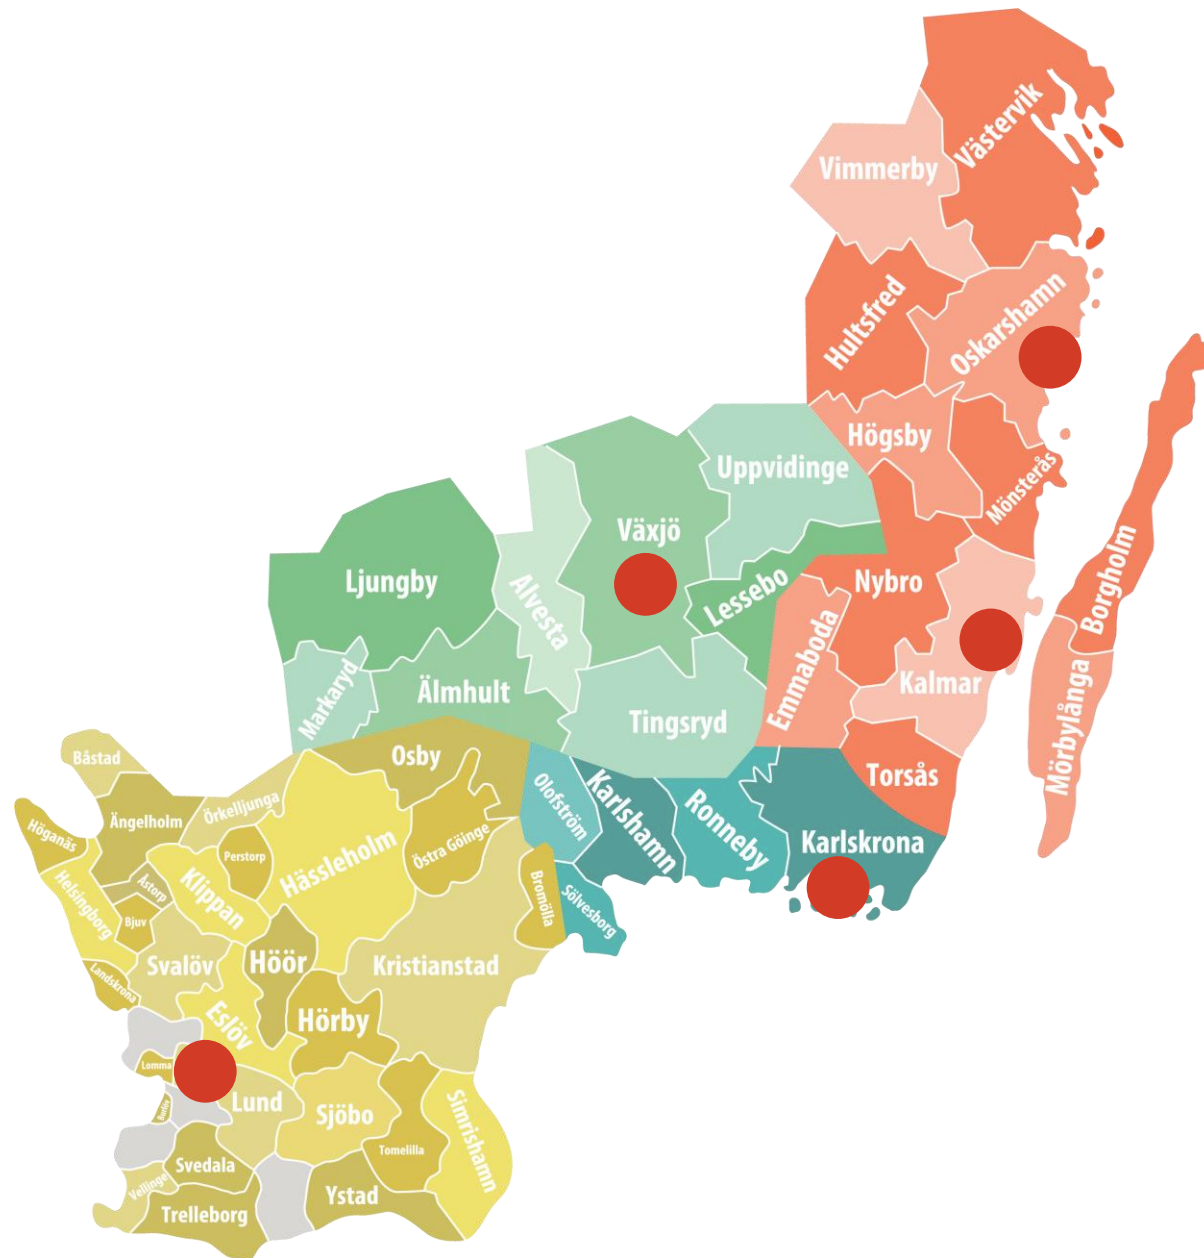 Västervik
Vimmerby
Hultsfred
Oskarshamn
Högsby
Mönsterås
Uppvidinge
Växjö
Borgholm
Ljungby
Alvesta
Lessebo
Nybro
Emmaboda
Kalmar
Mörbylånga
Markaryd
Älmhult
Tingsryd
Torsås
Båstad
Osby
Olofström
Karlshamn
Ronneby
Karlskrona
Örkelljunga
Ängelholm
Höganäs
Perstorp
Hässleholm
Östra Göinge
Klippan
Åstorp
Helsingborg
Bjuv
Bromölla
Sölvesborg
Svalöv
Höör
Kristianstad
Landskrona
Eslöv
Hörby
Lomma
Lund
Burlöv
Sjöbo
Simrishamn
Tomelilla
Svedala
Vellinge
Ystad
Trelleborg